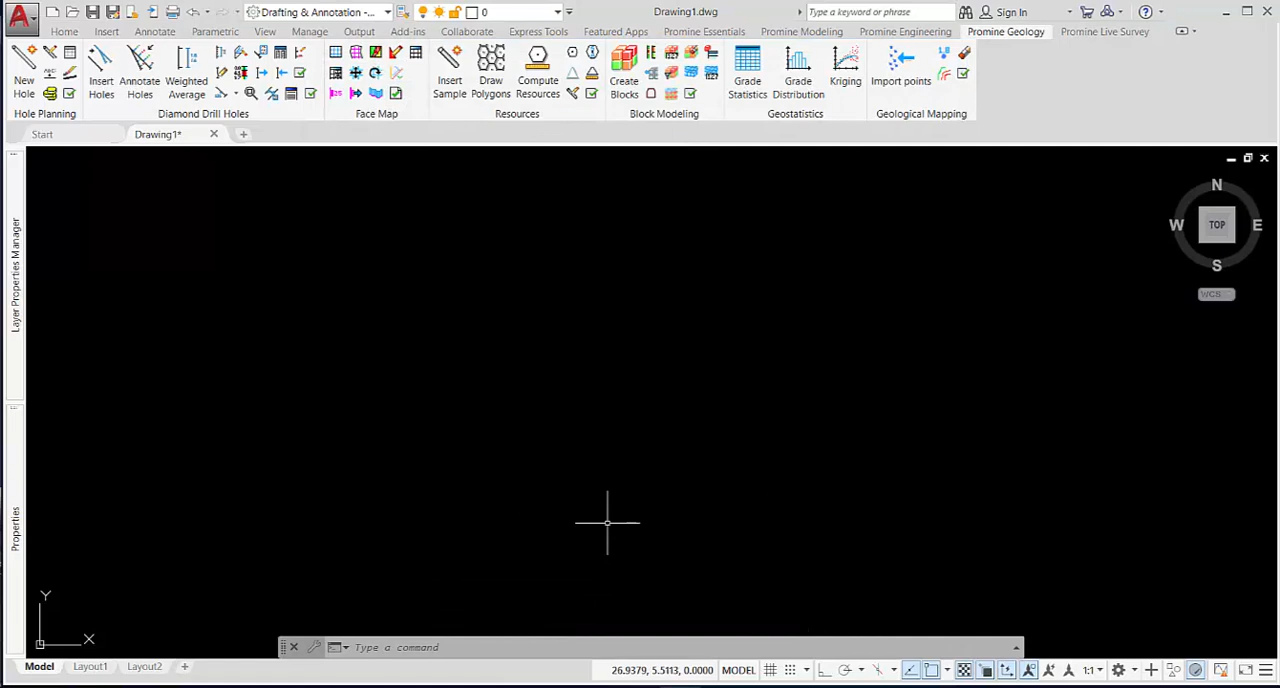 Drafting & Annotation - 0 Drawing1.dwg Type a keyword or phrase Sign In
Home Insert Annotate Parametric View Manage Output Add-ins Collaborate Express Tools Featured Apps Promine Essentials Promine Modeling Promine Engineering Promine Geology Promine Live Survey
New Hole
Insert Holes
Annotate Holes
Weighted Average
Insert Sample
Draw Polygons
Compute Resources
Create Blocks
Grade Statistics
Grade Distribution
Kriging
Import points
Hole Planning Diamond Drill Holes Face Map Resources Block Modeling Geostatistics Geological Mapping
Start Drawing1* +
Layer Properties Manager
N
W TOP E
S
WCS
Properties
Y
X
Type a command
Model Layout1 Layout2 + 26.9379, 5.5113, 0.0000 MODEL 1:1